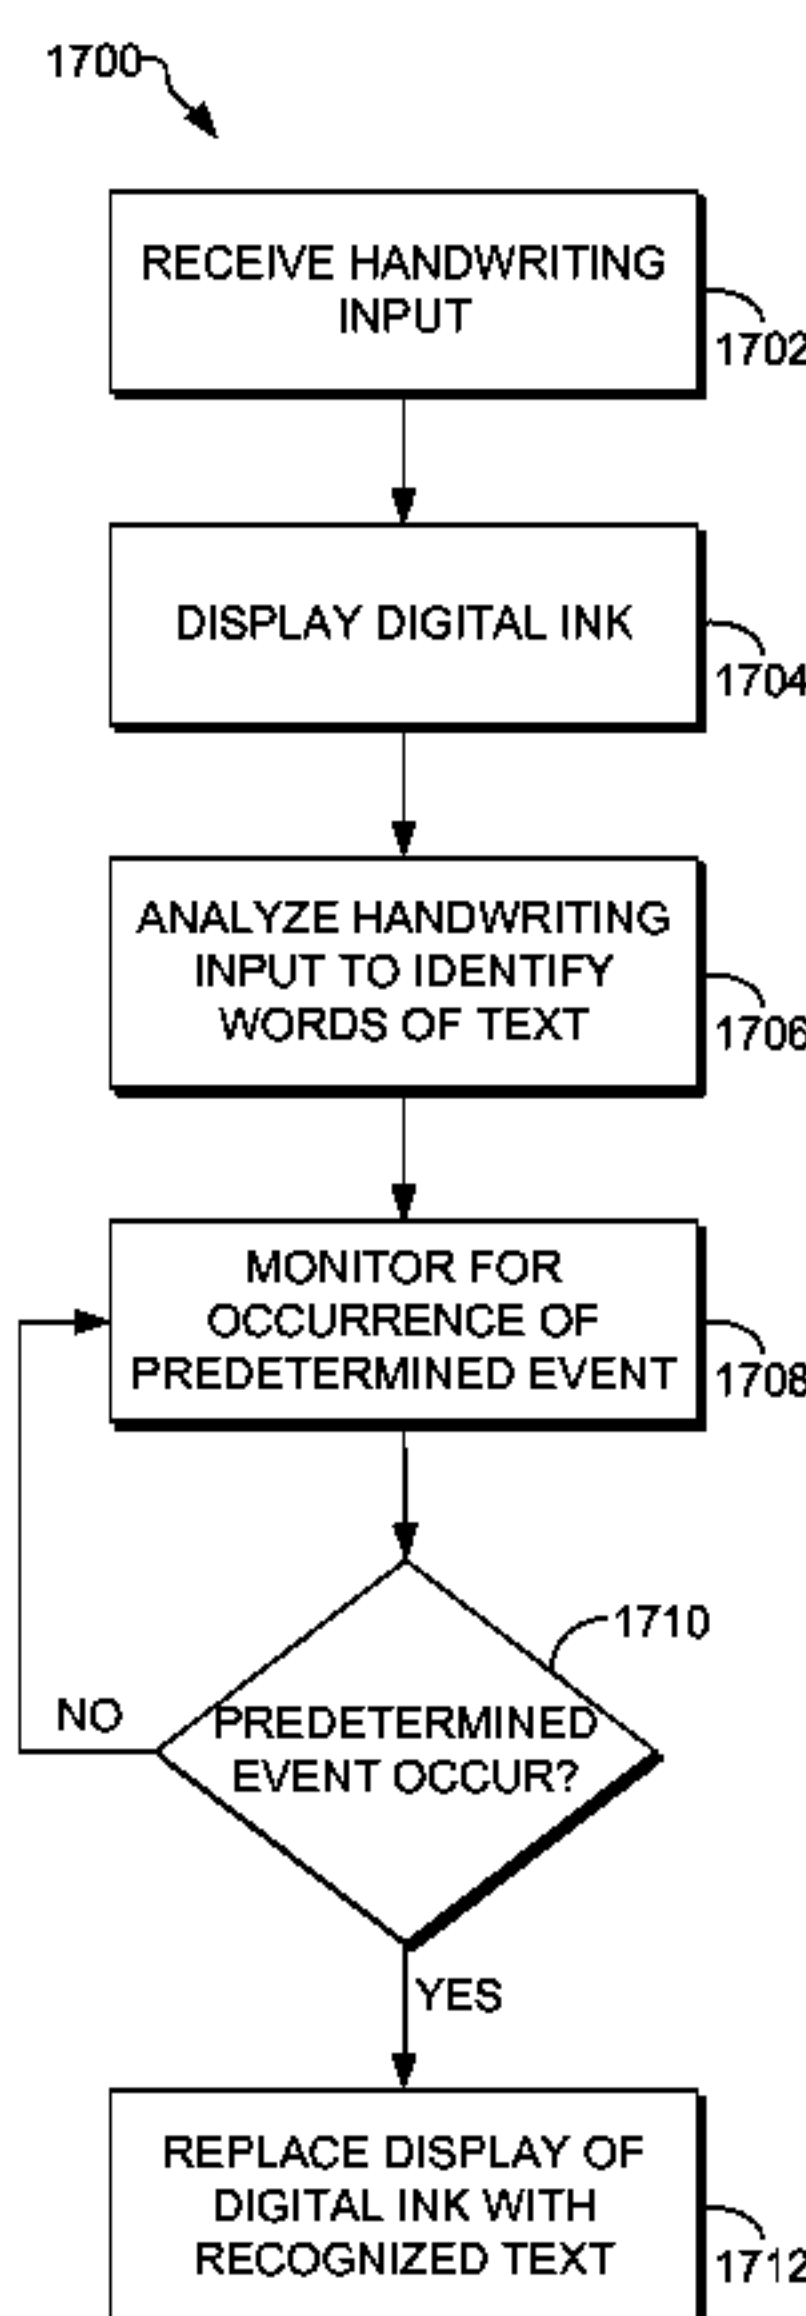 1700
RECEIVE HANDWRITING
INPUT
1702
DISPLAY DIGITAL INK
1704
ANALYZE HANDWRITING
INPUT TO IDENTIFY
WORDS OF TEXT
1706
MONITOR FOR
OCCURRENCE OF
PREDETERMINED EVENT
1708
1710
PREDETERMINED
EVENT OCCUR?
NO
YES
REPLACE DISPLAY OF
DIGITAL INK WITH
RECOGNIZED TEXT
1712